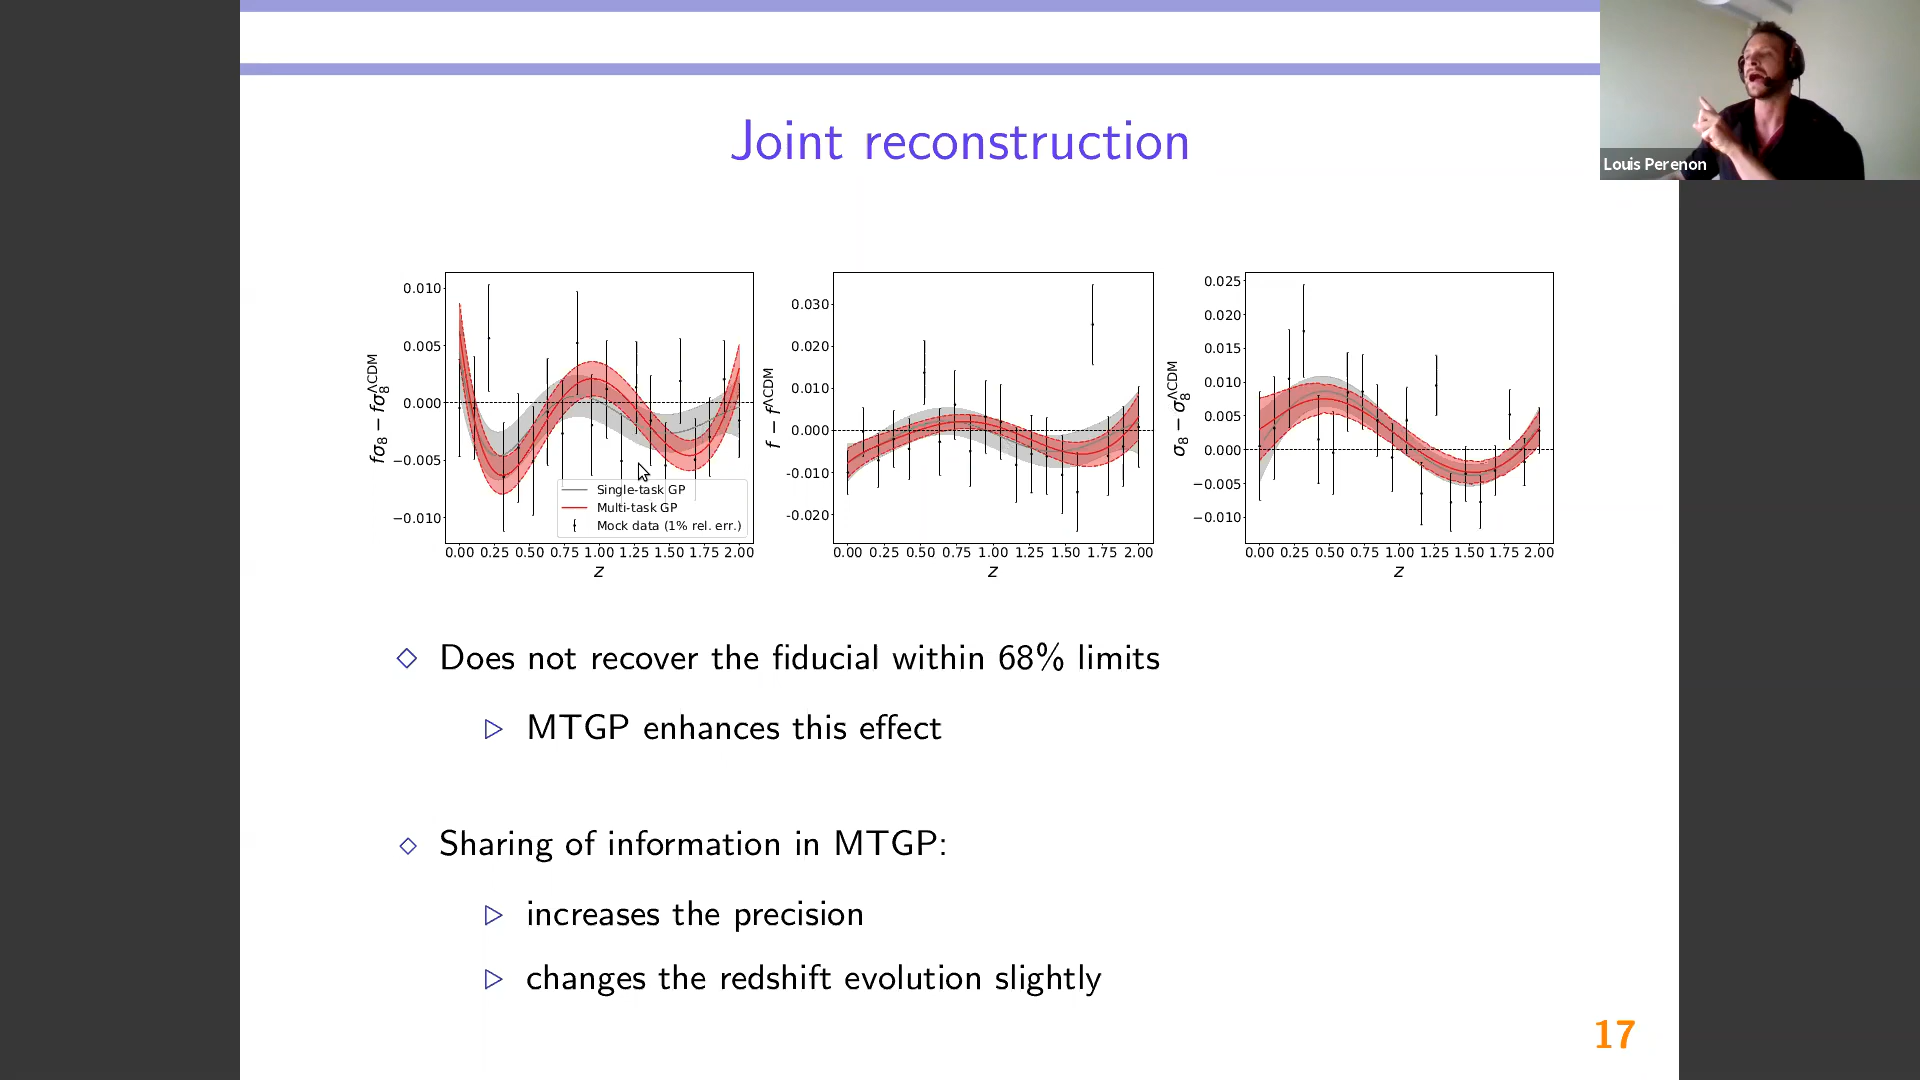 Joint reconstruction
Louis Perenon
fσ₈ − fσ₈^ΛCDM
0.010
0.005
0.000
−0.005
−0.010
Single-task GP
Multi-task GP
Mock data (1% rel. err.)
0.00 0.25 0.50 0.75 1.00 1.25 1.50 1.75 2.00
z
f − f^ΛCDM
0.030
0.020
0.010
0.000
-0.010
-0.020
0.00 0.25 0.50 0.75 1.00 1.25 1.50 1.75 2.00
z
σ₈ − σ₈^ΛCDM
0.025
0.020
0.015
0.010
0.005
0.000
−0.005
−0.010
0.00 0.25 0.50 0.75 1.00 1.25 1.50 1.75 2.00
z
Does not recover the fiducial within 68% limits
MTGP enhances this effect
Sharing of information in MTGP:
increases the precision
changes the redshift evolution slightly
17